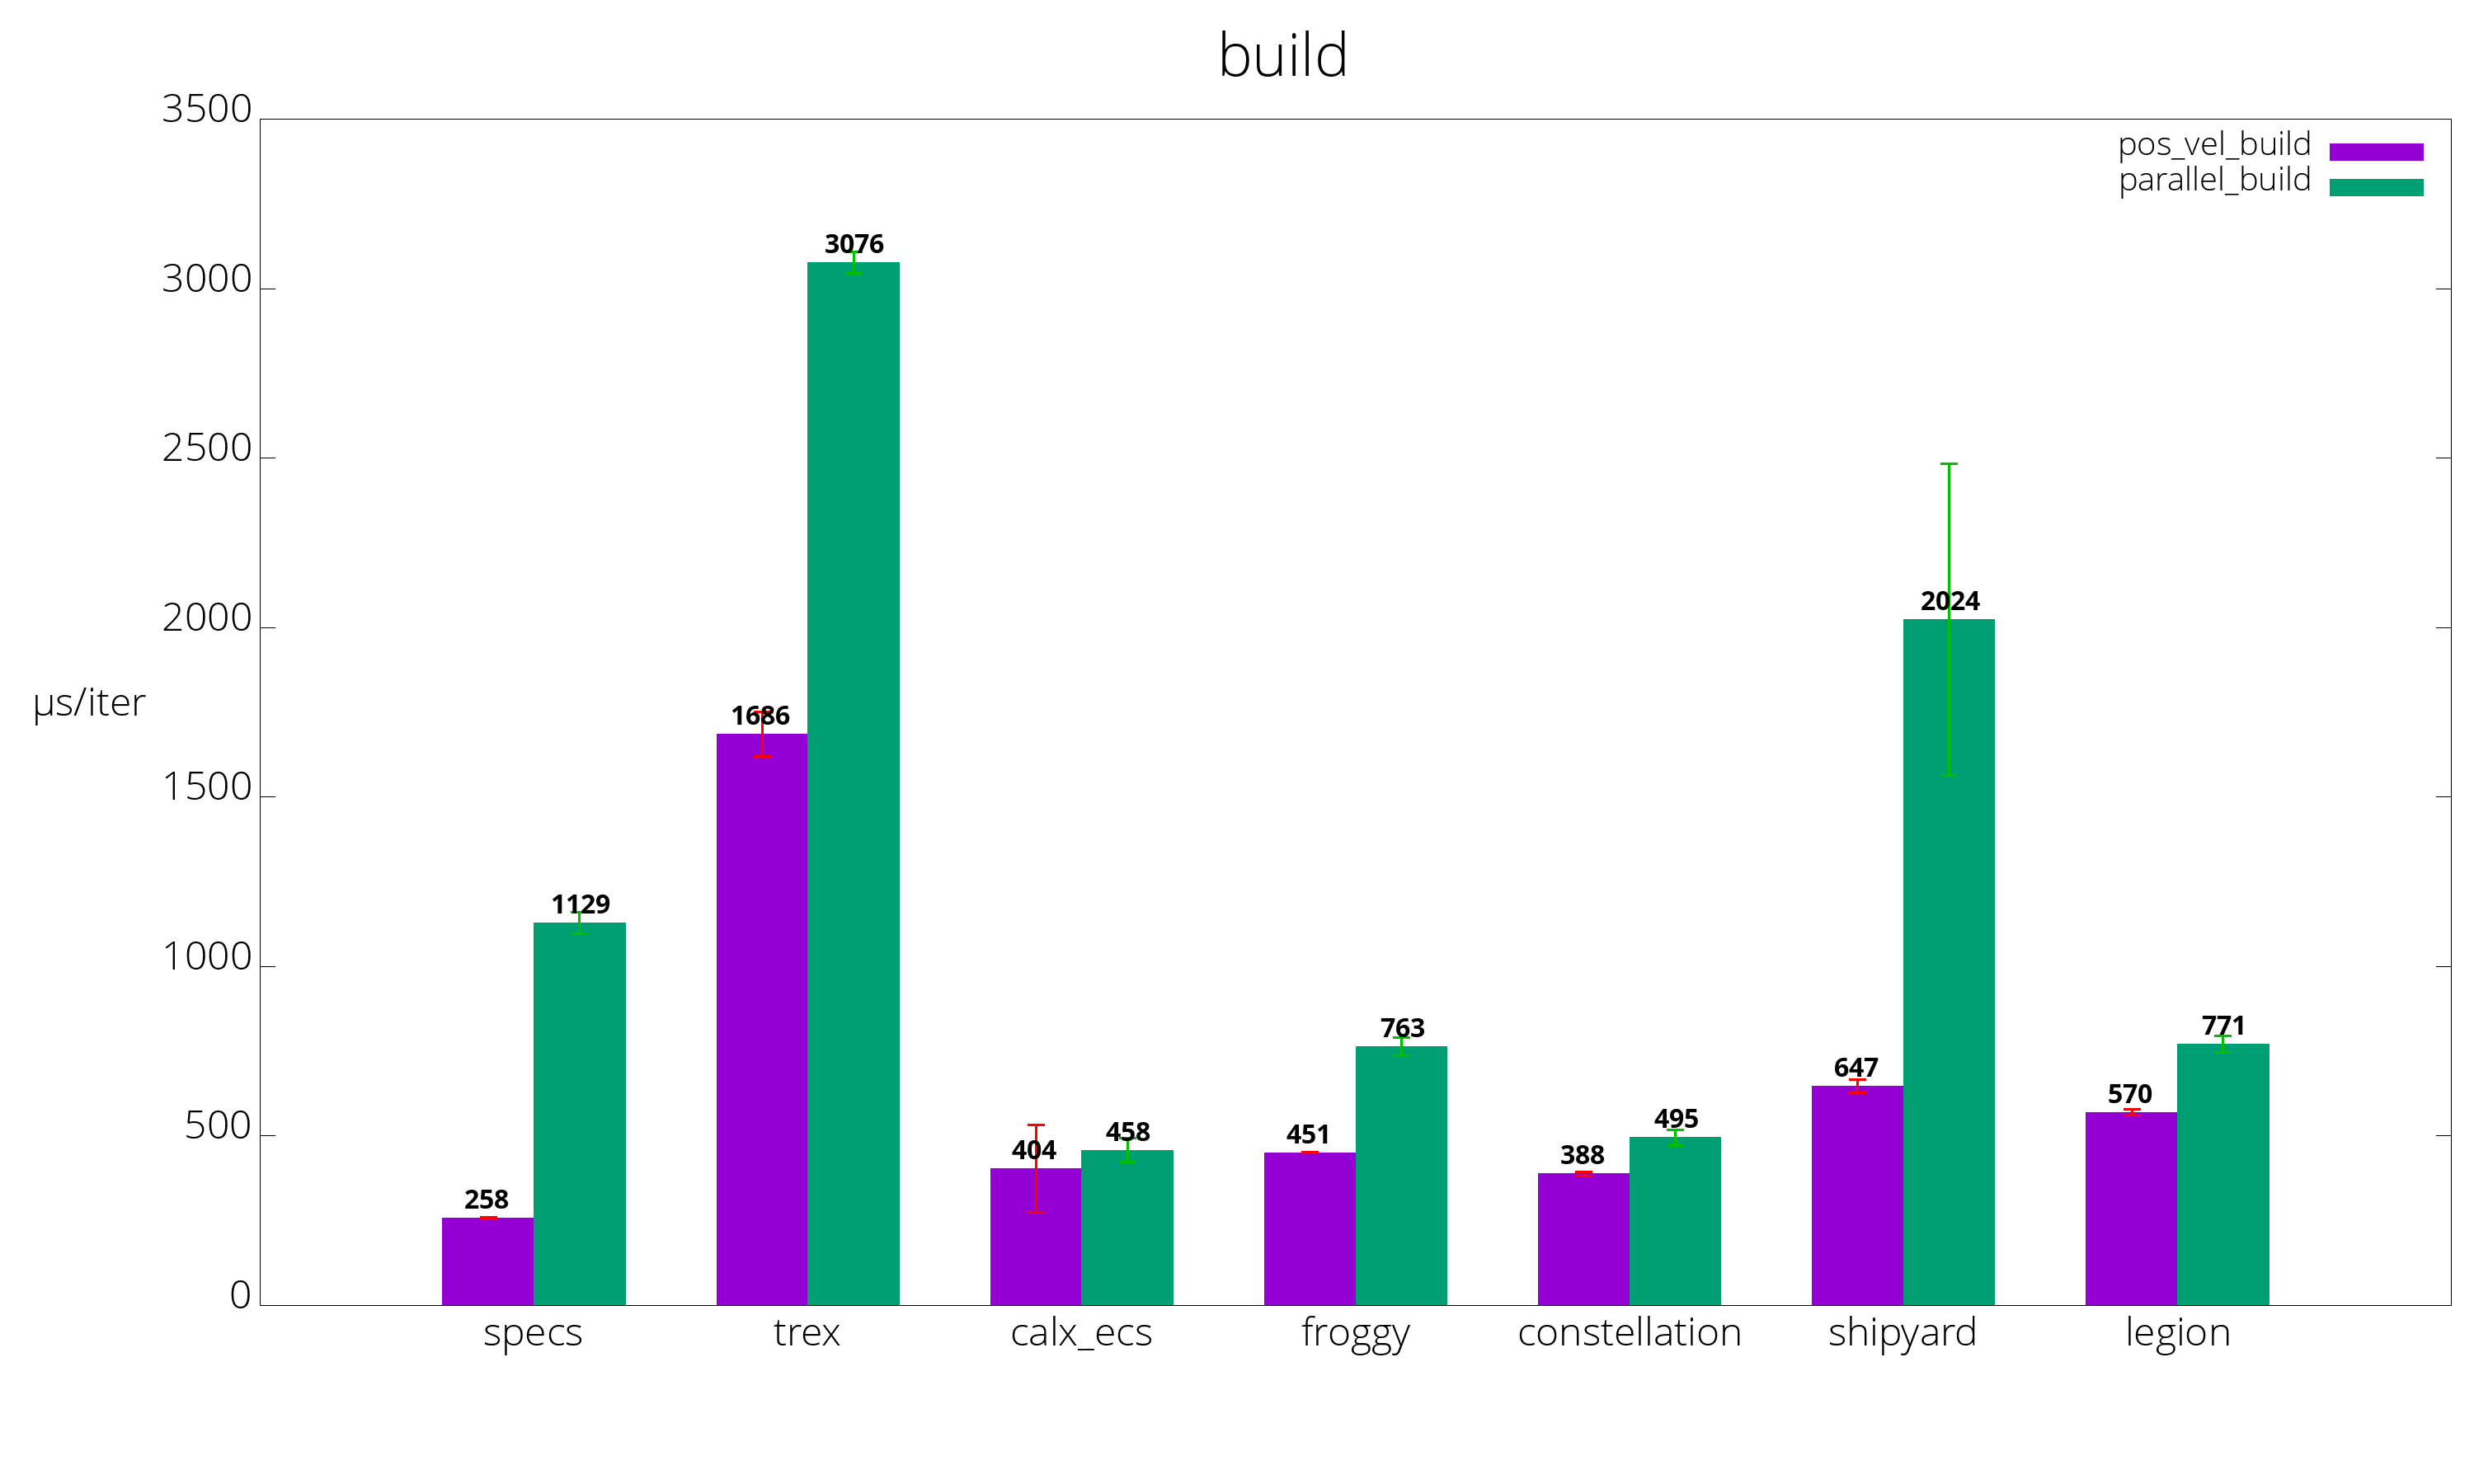 build
3500
3000
2500
2000
1500
1000
500
0
µs/iter
pos_vel_build
parallel_build
258
1129
1686
3076
404
458
451
763
388
495
647
2024
570
771
specs
trex
calx_ecs
froggy
constellation
shipyard
legion